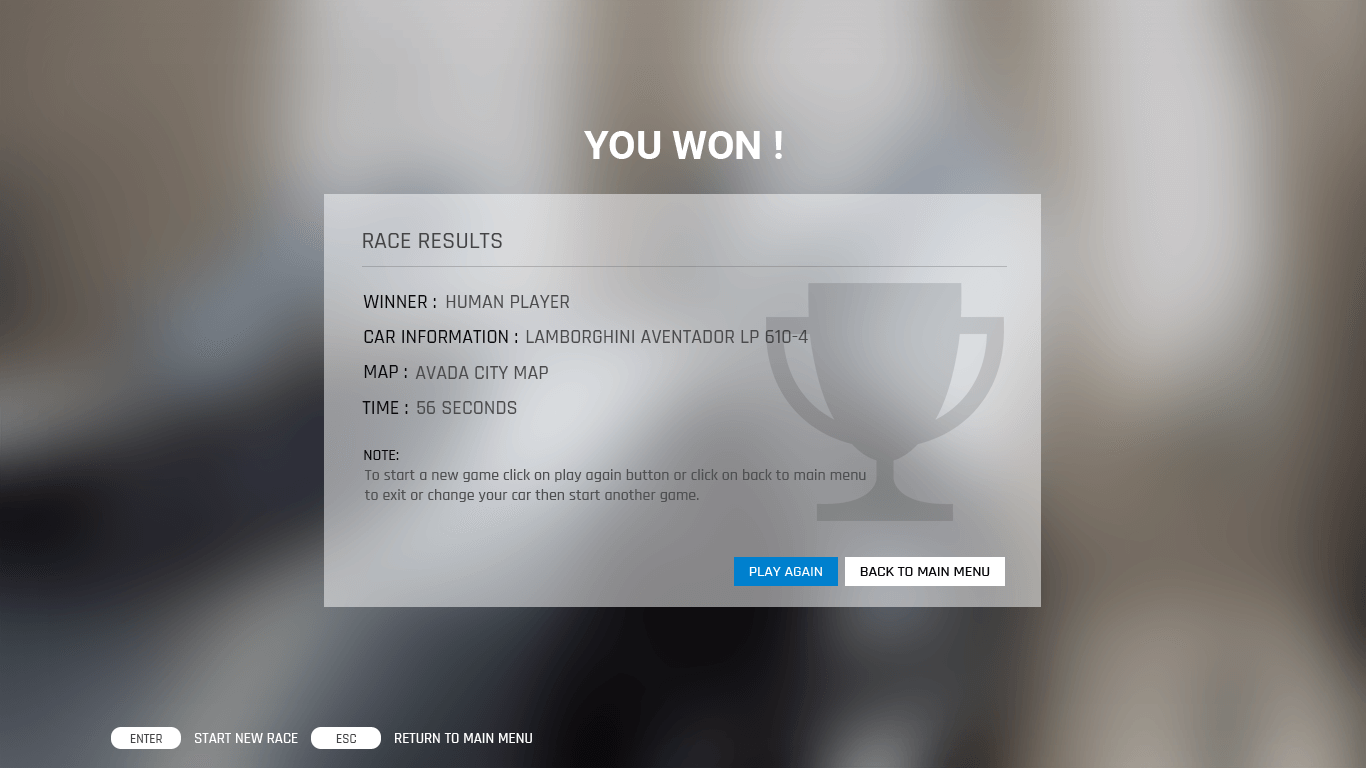 YOU WON !
RACE RESULTS
WINNER : HUMAN PLAYER
CAR INFORMATION : LAMBORGHINI AVENTADOR LP 610-4
MAP : AVADA CITY MAP
TIME : 56 SECONDS
NOTE:
To start a new game click on play again button or click on back to main menu
to exit or change your car then start another game.
PLAY AGAIN BACK TO MAIN MENU
ENTER START NEW RACE ESC RETURN TO MAIN MENU